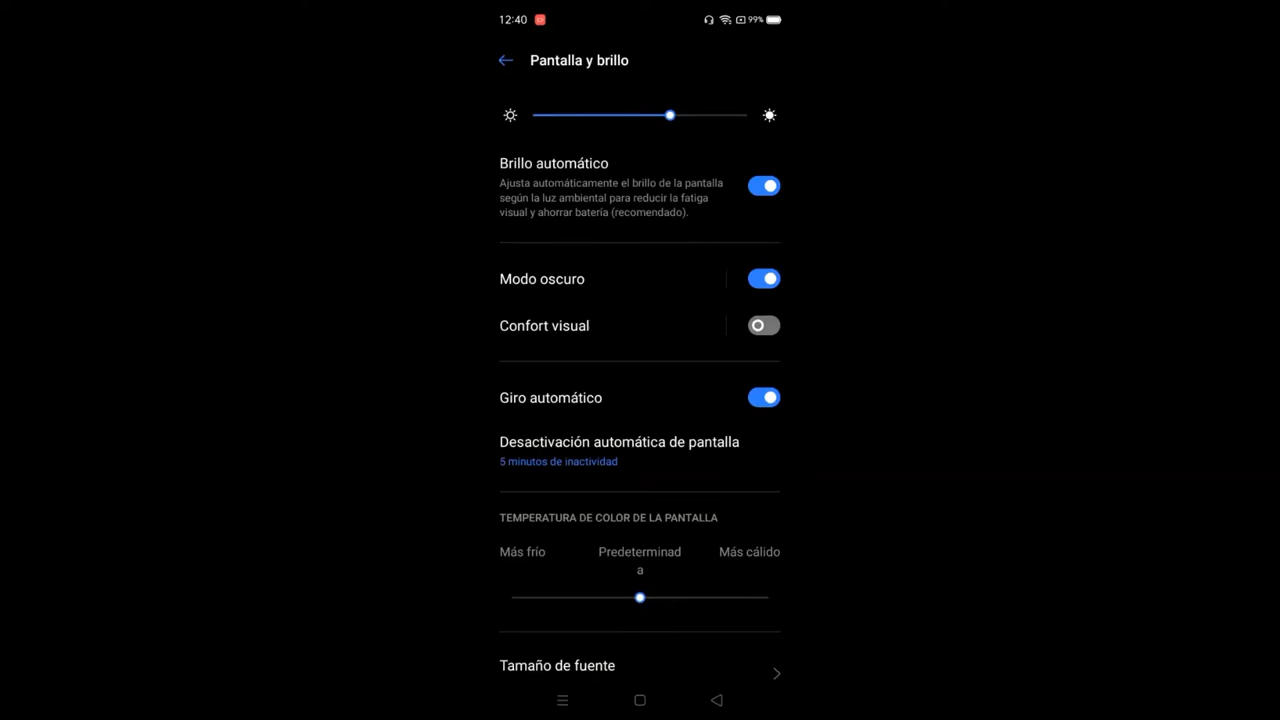 12:40
99%
Pantalla y brillo
Brillo automático
Ajusta automáticamente el brillo de la pantalla
según la luz ambiental para reducir la fatiga
visual y ahorrar batería (recomendado).
Modo oscuro
Confort visual
Giro automático
Desactivación automática de pantalla
5 minutos de inactividad
TEMPERATURA DE COLOR DE LA PANTALLA
Más frío
Predeterminad
a
Más cálido
Tamaño de fuente